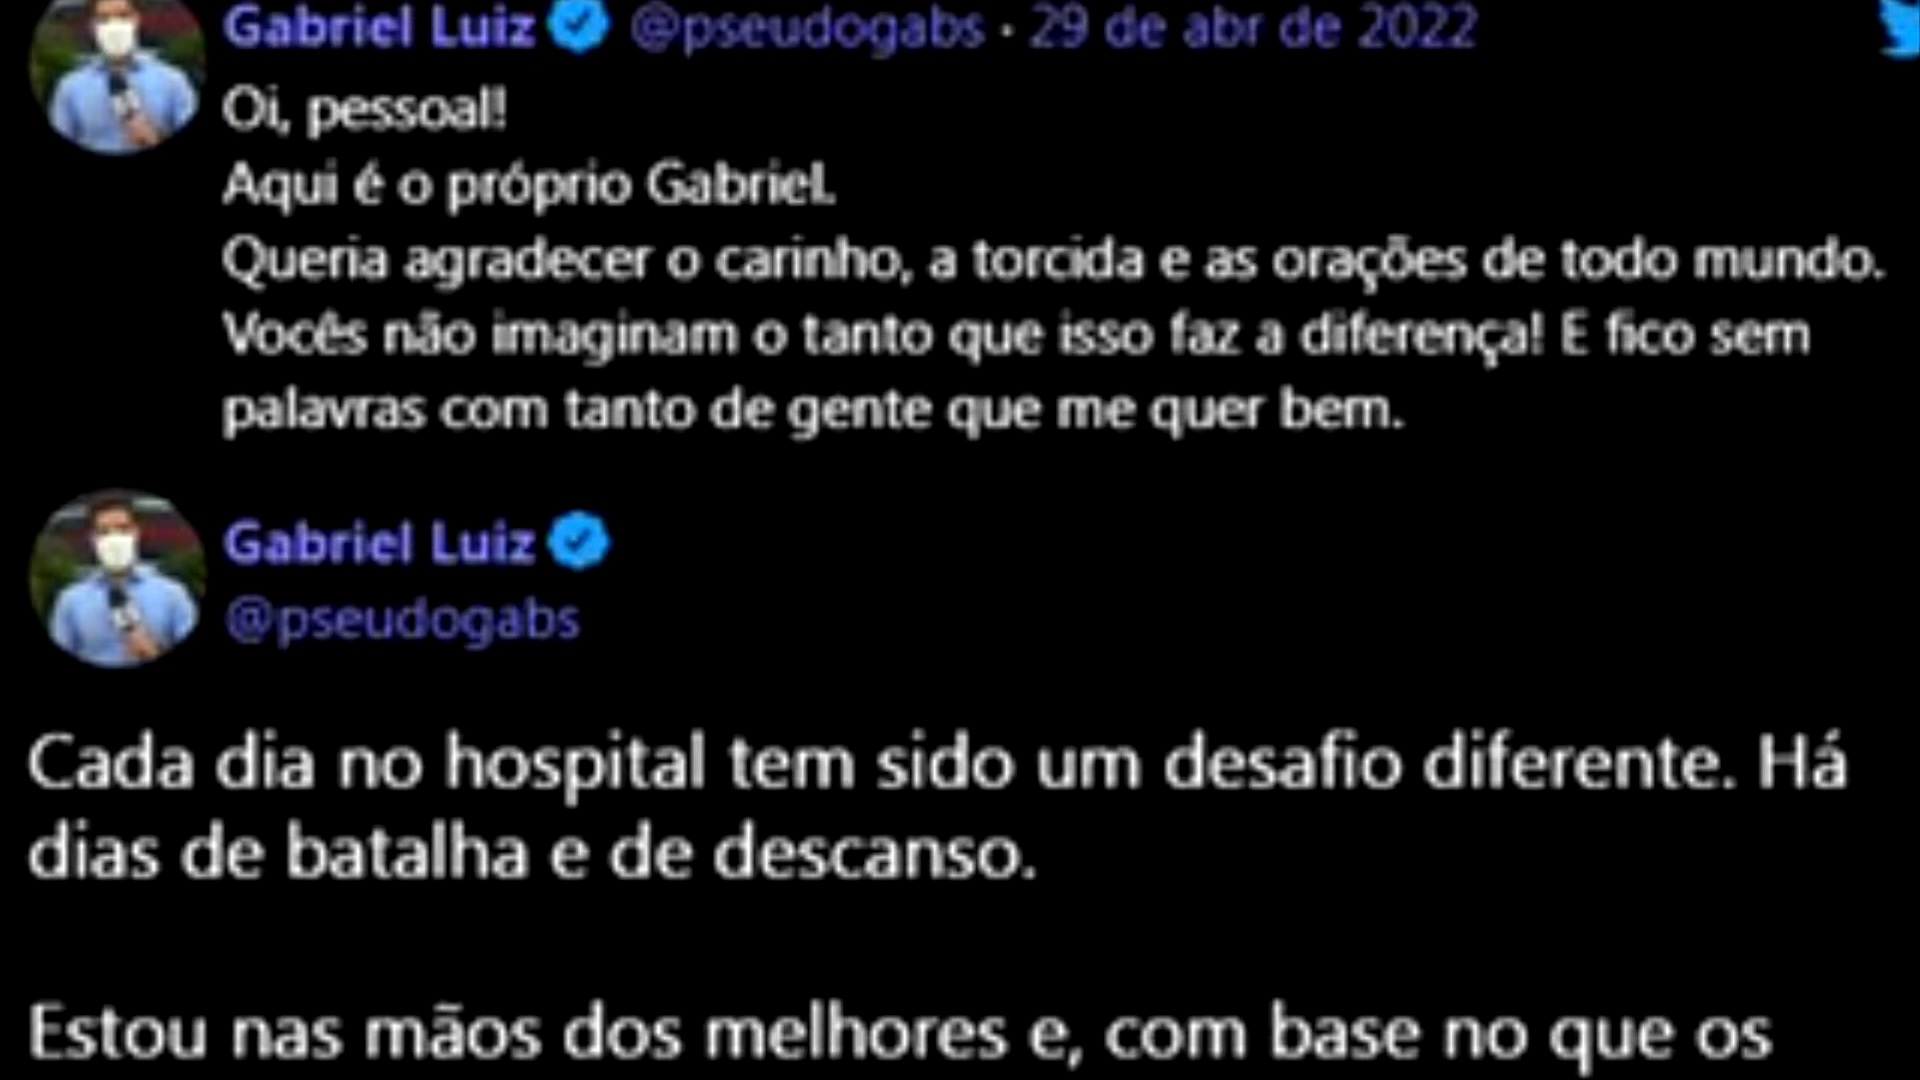 Gabriel Luiz @pseudogabs · 29 de abr de 2022
Oi, pessoal!
Aqui é o próprio Gabriel.
Queria agradecer o carinho, a torcida e as orações de todo mundo.
Vocês não imaginam o tanto que isso faz a diferença! E fico sem
palavras com tanto de gente que me quer bem.
Gabriel Luiz
@pseudogabs
Cada dia no hospital tem sido um desafio diferente. Há
dias de batalha e de descanso.
Estou nas mãos dos melhores e, com base no que os